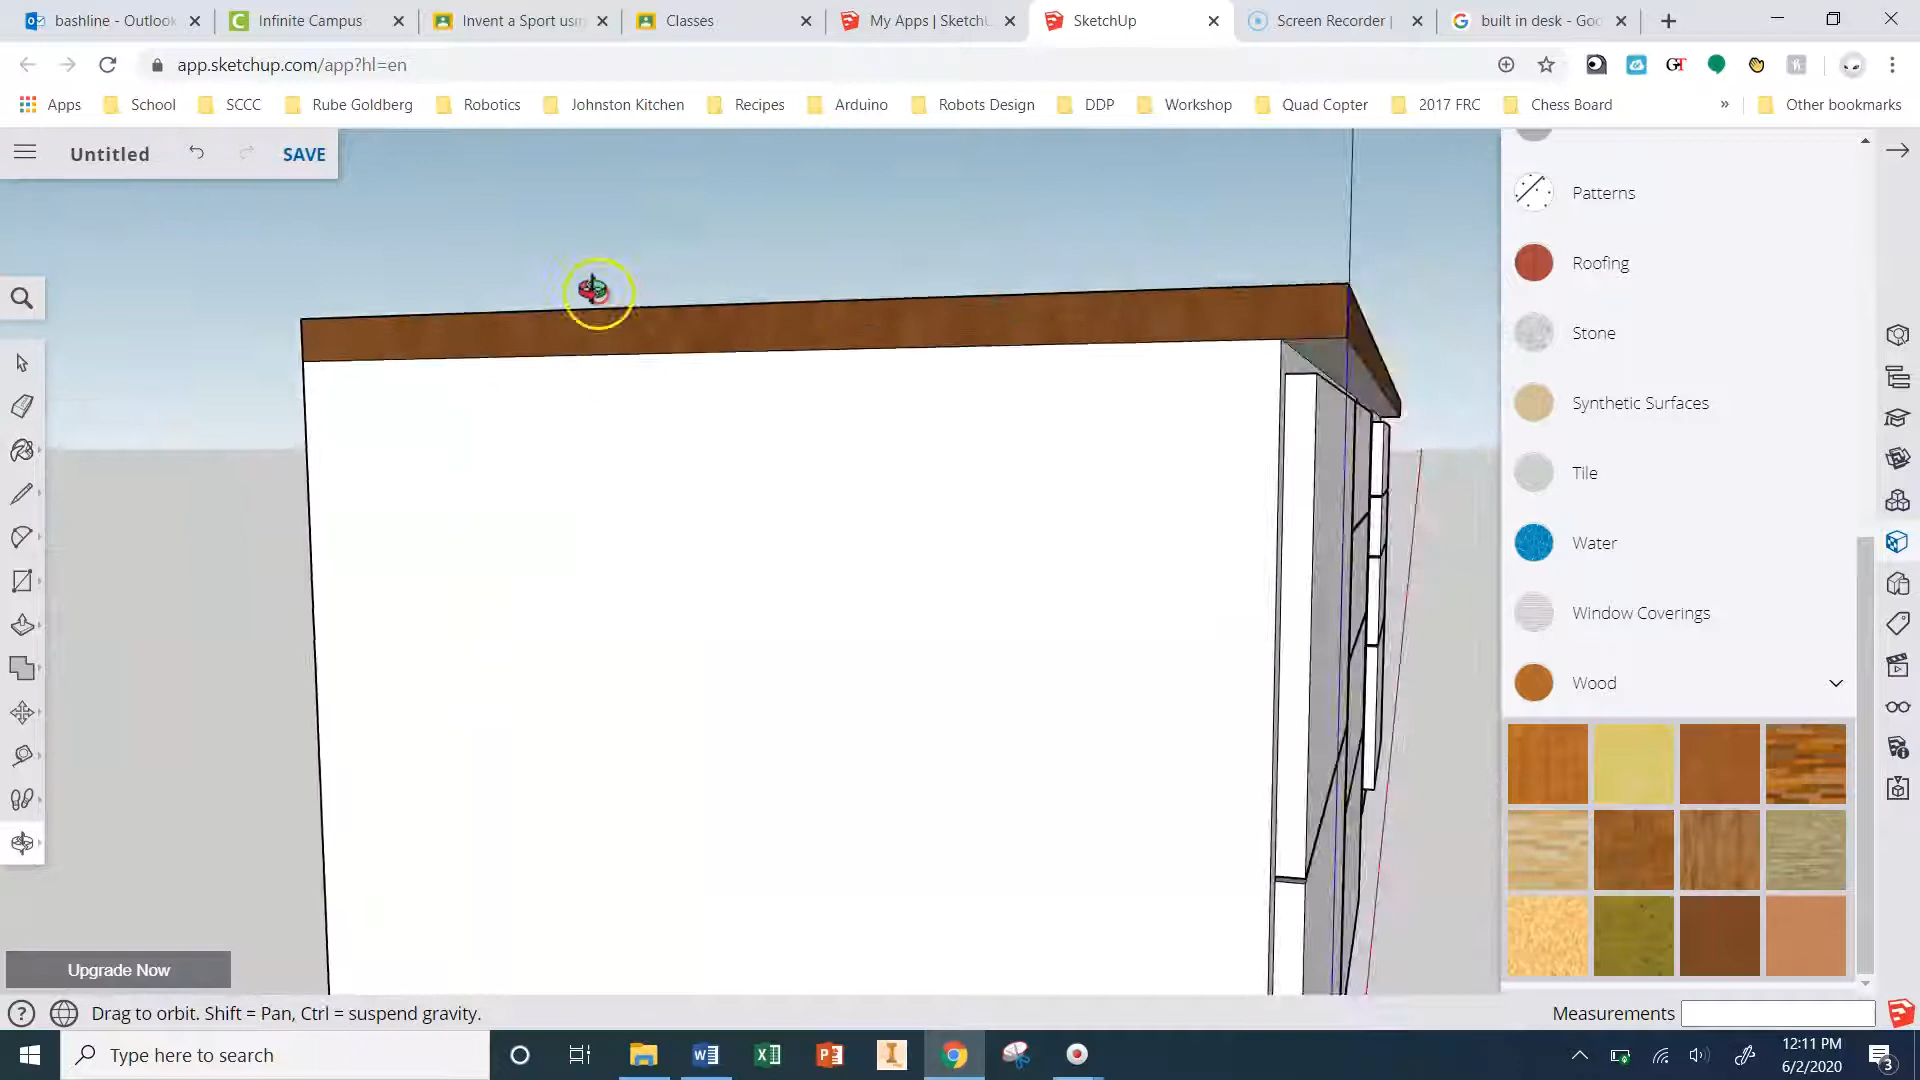 bashline - Outlook
Infinite Campus
Invent a Sport usin
Classes
My Apps | SketchU
SketchUp
Screen Recorder |
built in desk - Goo
app.sketchup.com/app?hl=en
Apps
School
SCCC
Rube Goldberg
Robotics
Johnston Kitchen
Recipes
Arduino
Robots Design
DDP
Workshop
Quad Copter
2017 FRC
Chess Board
»
Other bookmarks
Untitled
SAVE
Patterns
Roofing
Stone
Synthetic Surfaces
Tile
Water
Window Coverings
Wood
Upgrade Now
Drag to orbit. Shift = Pan, Ctrl = suspend gravity.
Measurements
Type here to search
12:11 PM
6/2/2020
3